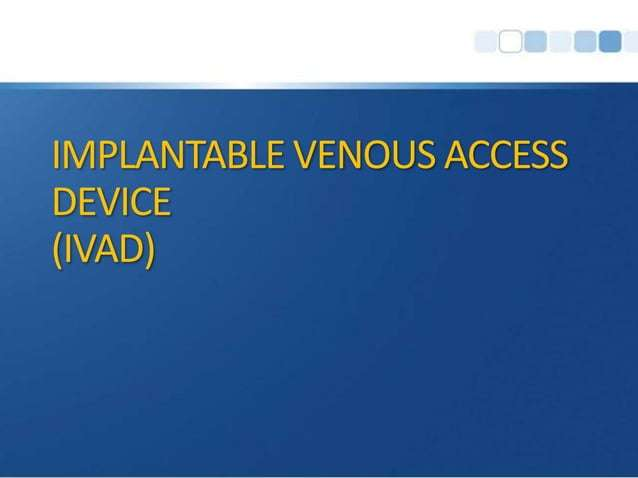 IMPLANTABLE VENOUS ACCESS
DEVICE
(IVAD)